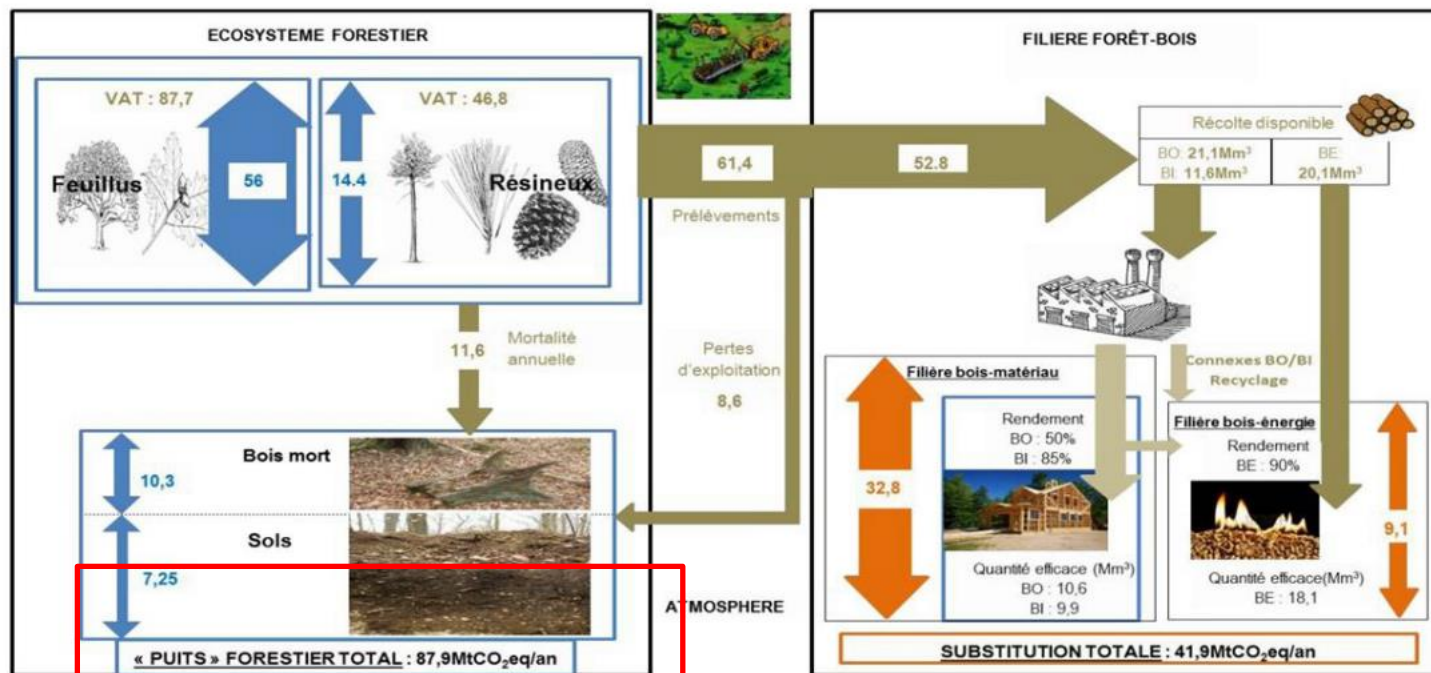 ECOSYSTEME FORESTIER
VAT : 87,7
Feuillus
56
VAT : 46,8
14.4
Résineux
11,6
Mortalité
annuelle
Bois mort
10,3
Sols
7,25
« PUITS » FORESTIER TOTAL : 87,9MtCO₂eq/an
61,4
52.8
Prélèvements
Pertes
d'exploitation
8,6
ATMOSPHERE
FILIERE FORÊT-BOIS
Récolte disponible
BO: 21,1Mm³
BI: 11,6Mm³
BE:
20,1Mm³
Connexes BO/BI
Recyclage
Filière bois-matériau
32,8
Rendement
BO : 50%
BI : 85%
Quantité efficace (Mm³)
BO : 10,6
BI : 9,9
Filière bois-énergie
Rendement
BE : 90%
9,1
Quantité efficace(Mm³)
BE : 18,1
SUBSTITUTION TOTALE : 41,9MtCO₂eq/an